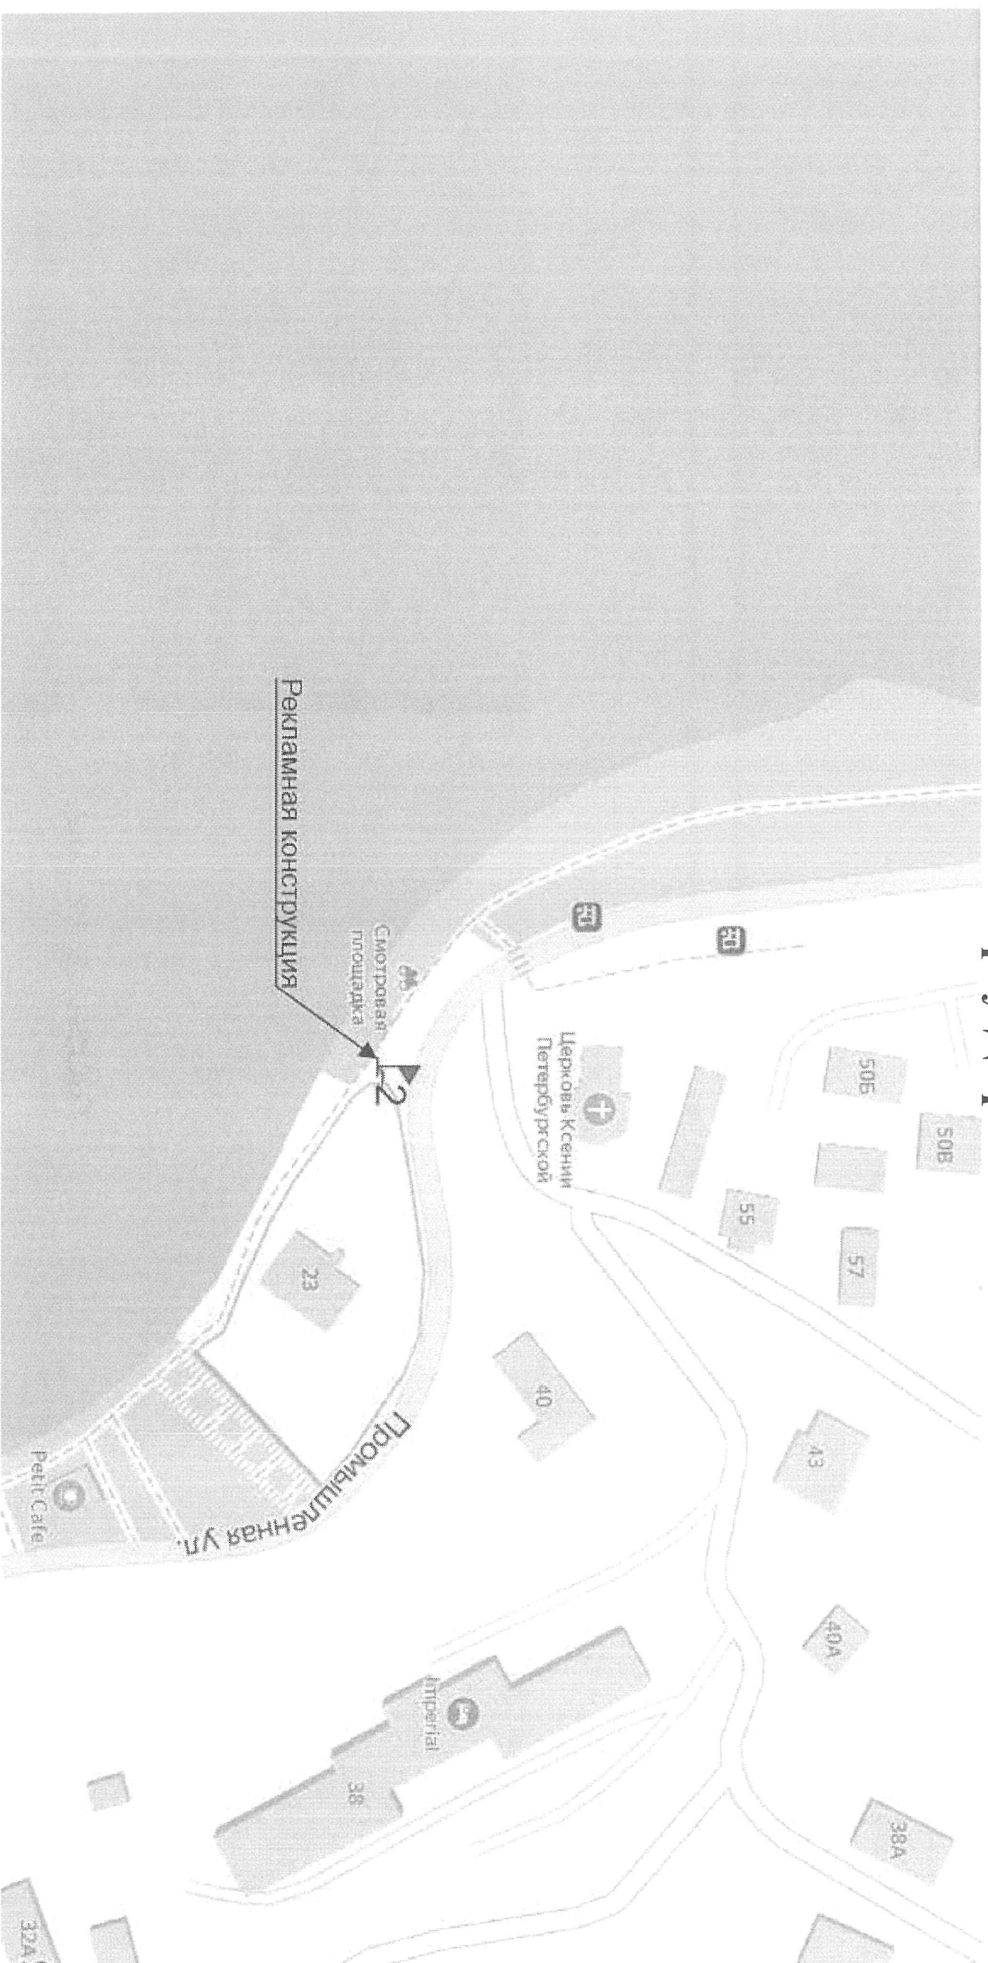 50В
50Б
57
55
Церковь Ксении
Петербургской
43
40
40А
38А
Смотровая
площадка
2
Рекламная конструкция
23
Промышленная ул.
Imperial
38
Petit Cafe
32А